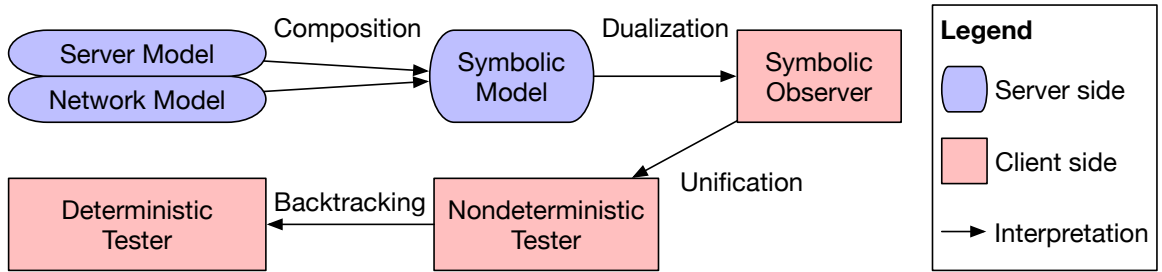 Server Model
Network Model
Composition
Symbolic
Model
Dualization
Symbolic
Observer
Unification
Nondeterministic
Tester
Backtracking
Deterministic
Tester
Legend
Server side
Client side
Interpretation